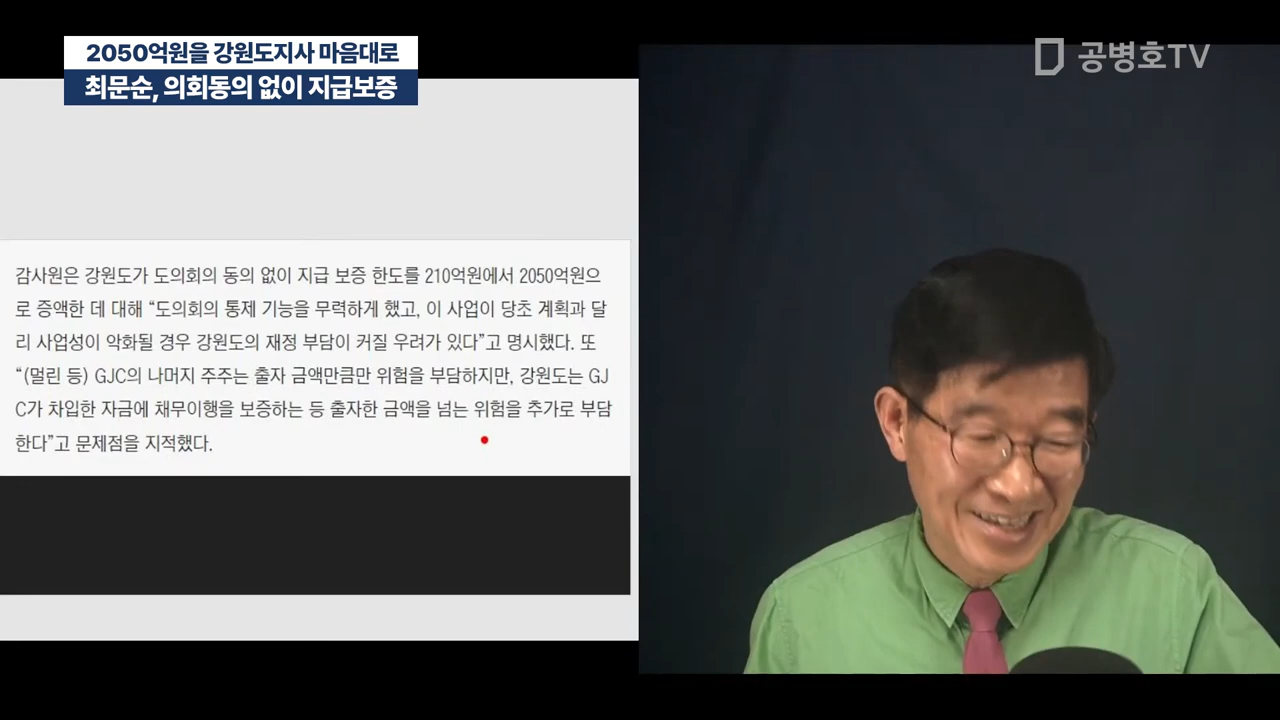 2050억원을 강원도지사 마음대로
최문순, 의회동의 없이 지급보증
공병호TV
감사원은 강원도가 도의회의 동의 없이 지급 보증 한도를 210억원에서 2050억원으
로 증액한 데 대해 “도의회의 통제 기능을 무력하게 했고, 이 사업이 당초 계획과 달
리 사업성이 악화될 경우 강원도의 재정 부담이 커질 우려가 있다”고 명시했다. 또
“(멀린 등) GJC의 나머지 주주는 출자 금액만큼만 위험을 부담하지만, 강원도는 GJ
C가 차입한 자금에 채무이행을 보증하는 등 출자한 금액을 넘는 위험을 추가로 부담
한다”고 문제점을 지적했다.